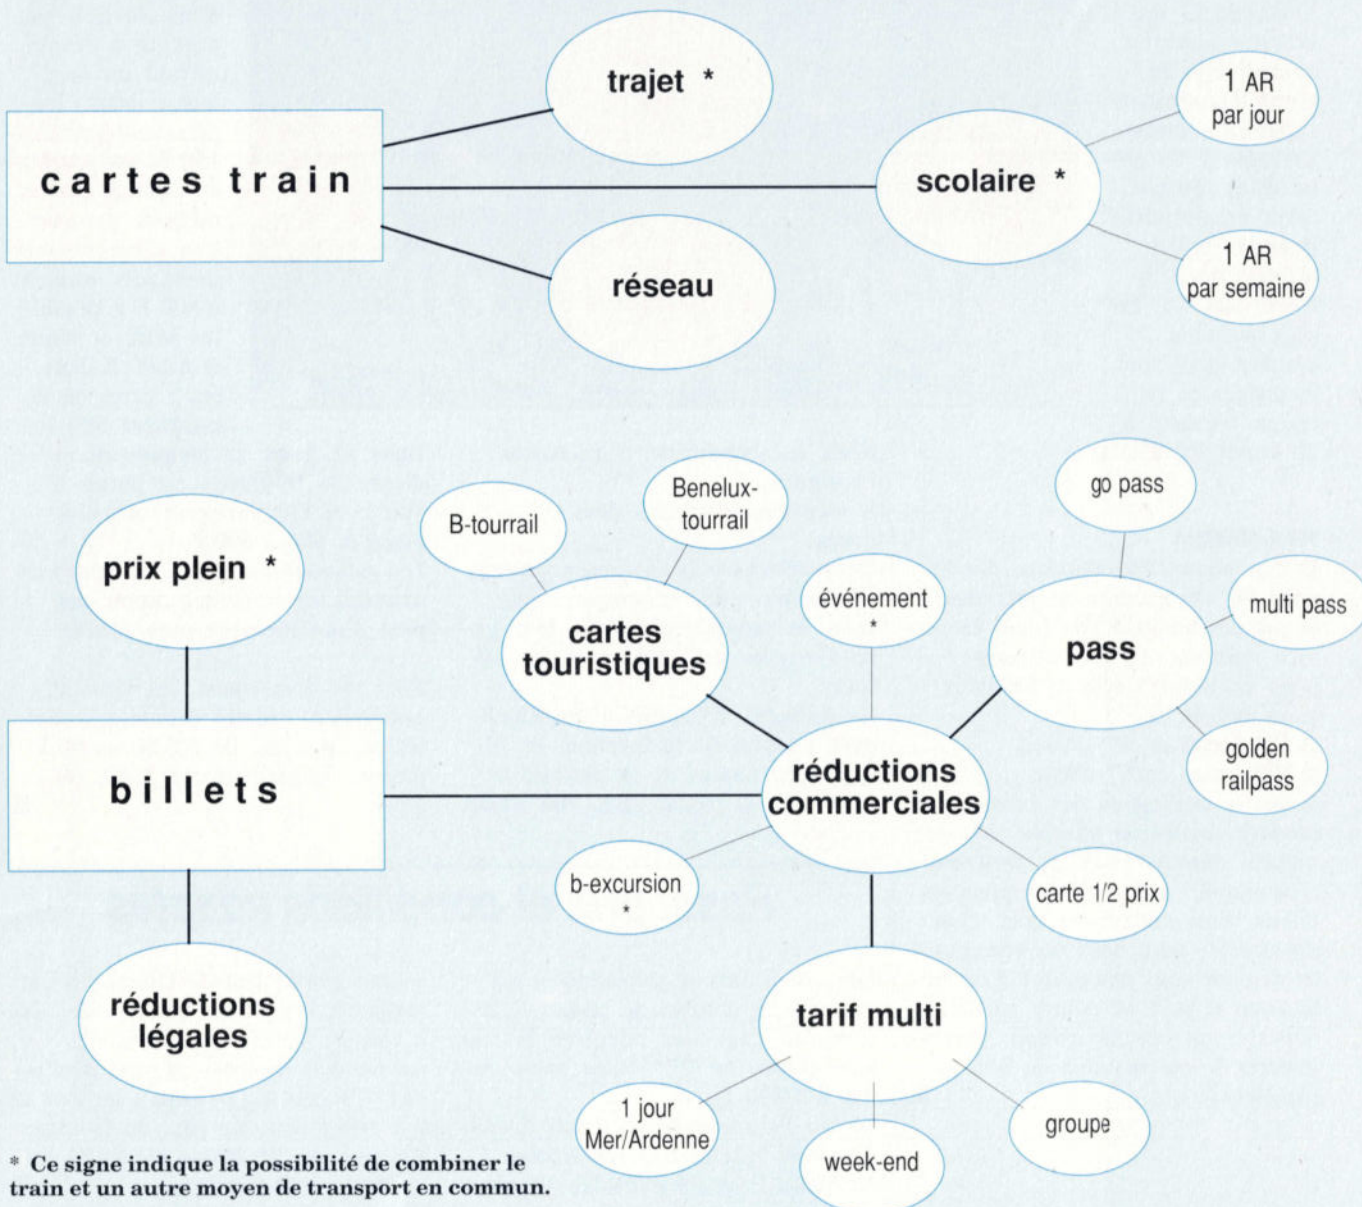 trajet *
1 AR
par jour
cartes train
scolaire *
réseau
1 AR
par semaine
go pass
Benelux-
tourrail
B-tourrail
prix plein *
événement
*
multi pass
cartes
touristiques
pass
golden
railpass
billets
réductions
commerciales
b-excursion
*
carte 1/2 prix
réductions
légales
tarif multi
1 jour
Mer/Ardenne
groupe
week-end
* Ce signe indique la possibilité de combiner le
train et un autre moyen de transport en commun.